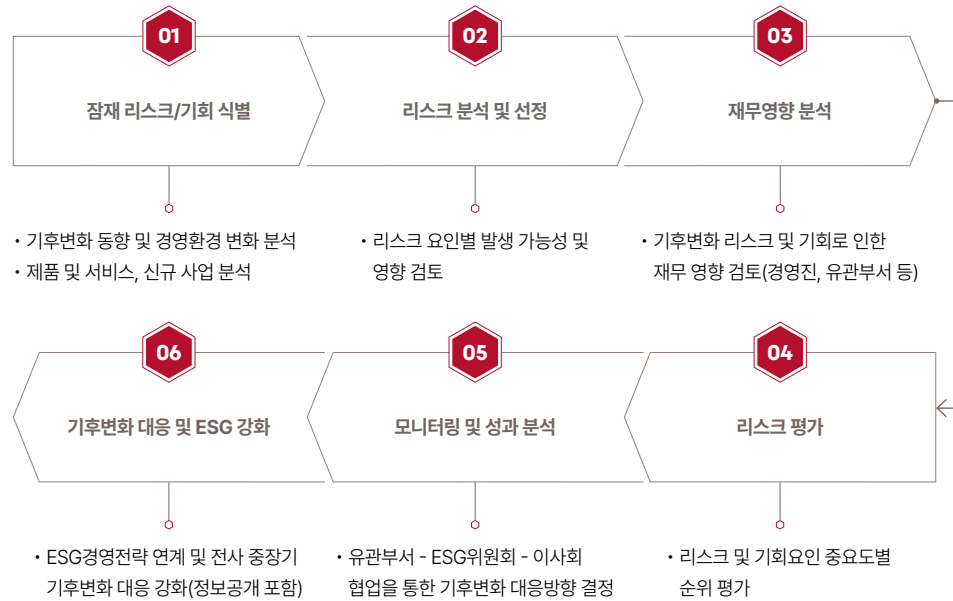 01
잠재 리스크/기회 식별
• 기후변화 동향 및 경영환경 변화 분석
• 제품 및 서비스, 신규 사업 분석
02
리스크 분석 및 선정
• 리스크 요인별 발생 가능성 및
영향 검토
03
재무영향 분석
• 기후변화 리스크 및 기회로 인한
재무 영향 검토(경영진, 유관부서 등)
04
리스크 평가
• 리스크 및 기회요인 중요도별
순위 평가
05
모니터링 및 성과 분석
• 유관부서 - ESG위원회 - 이사회
협업을 통한 기후변화 대응방향 결정
06
기후변화 대응 및 ESG 강화
• ESG경영전략 연계 및 전사 중장기
기후변화 대응 강화(정보공개 포함)